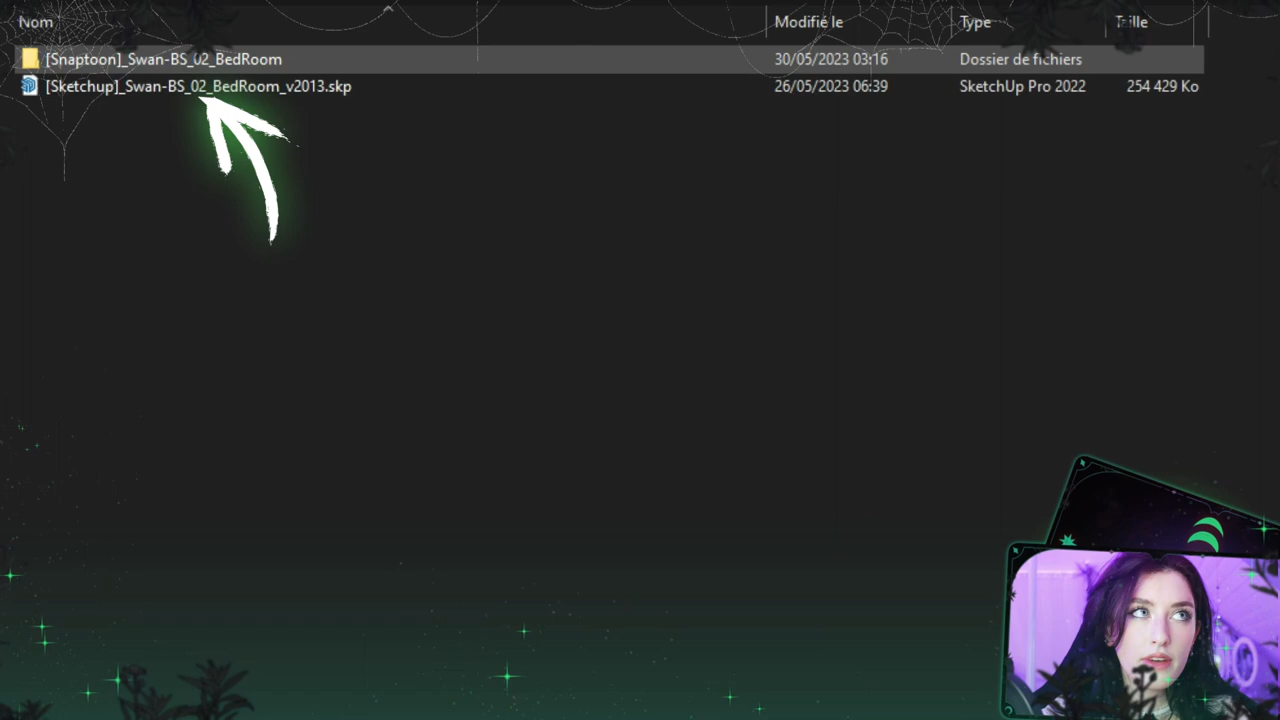 Nom Modifié le Type Taille
[Snaptoon]_Swan-BS_02_BedRoom 30/05/2023 03:16 Dossier de fichiers
[Sketchup]_Swan-BS_02_BedRoom_v2013.skp 26/05/2023 06:39 SketchUp Pro 2022 254 429 Ko